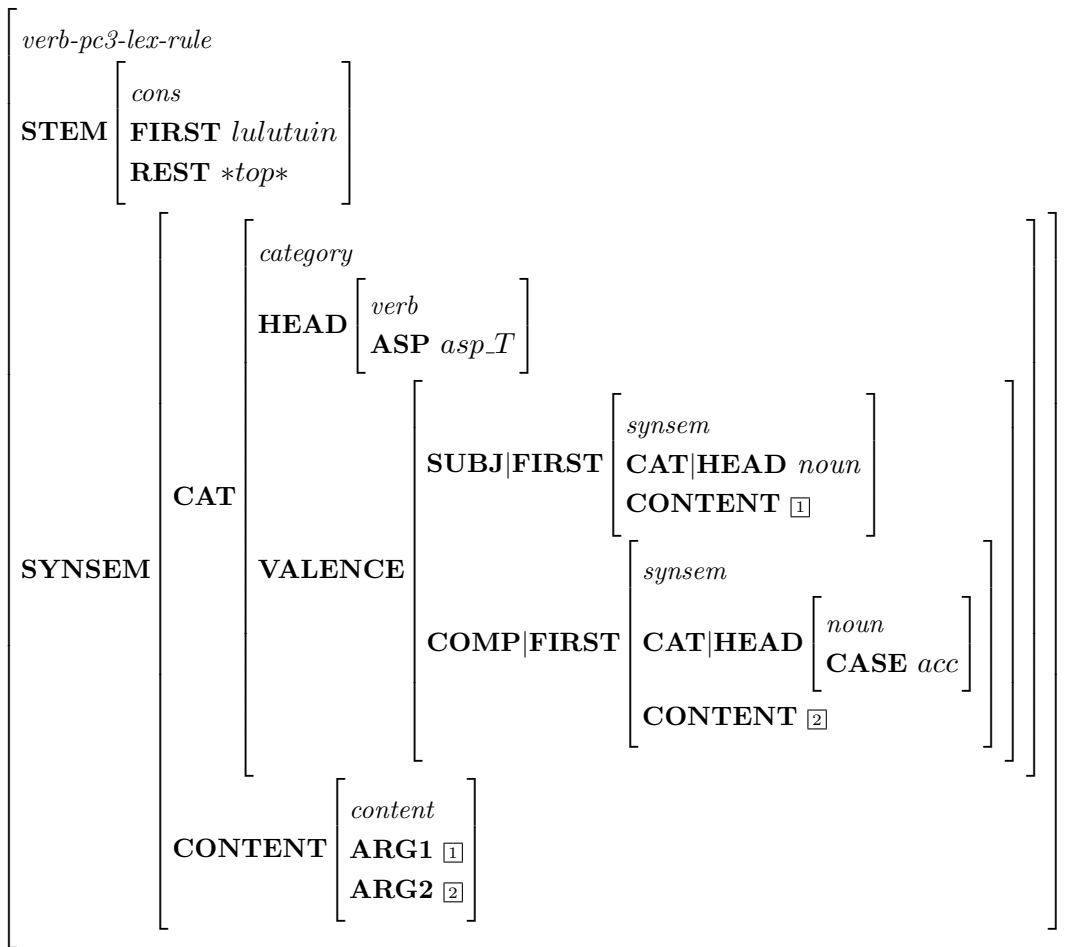 verb-pc3-lex-rule
cons
STEM FIRST lulutuin
REST *top*
category
verb
HEAD ASP asp_T
synsem
SUBJ|FIRST CAT|HEAD noun
CONTENT 1
CAT
SYNSEM VALENCE synsem
noun
COMP|FIRST CAT|HEAD CASE acc
CONTENT 2
content
CONTENT ARG1 1
ARG2 2